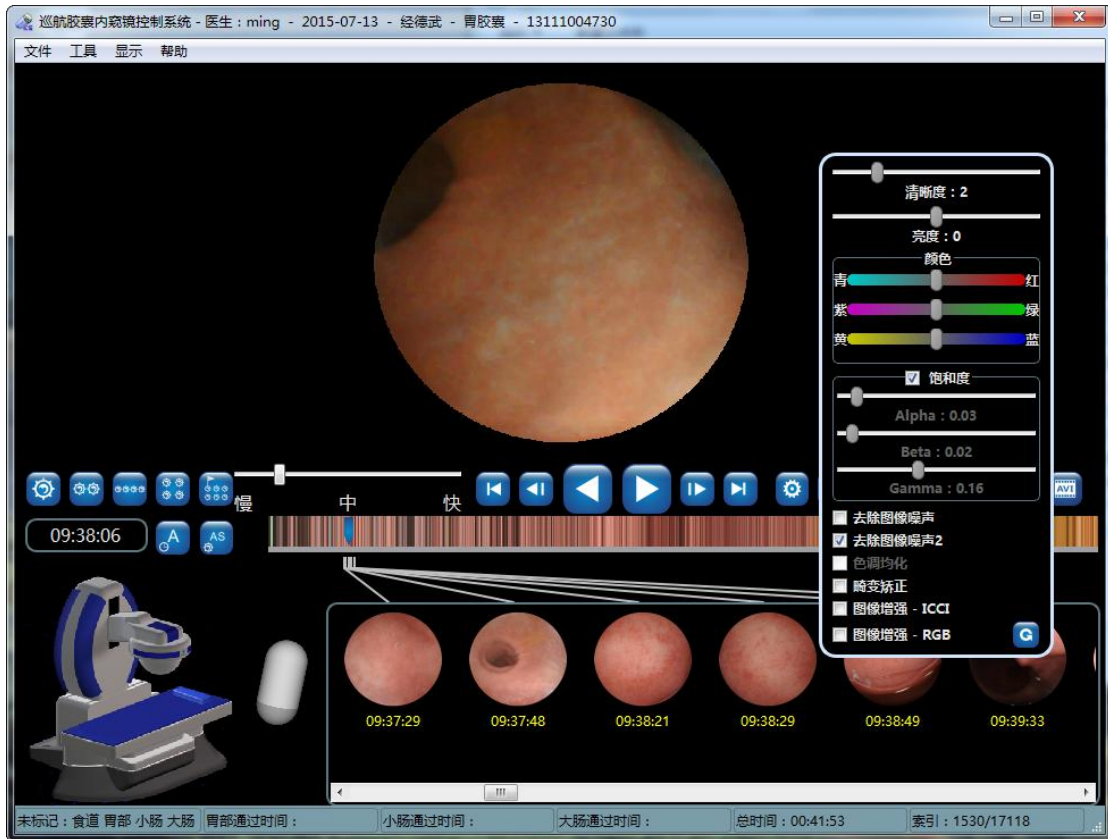 巡航胶囊内窥镜控制系统 - 医生：ming - 2015-07-13 - 经德武 - 胃胶囊 - 13111004730
文件 工具 显示 帮助
清晰度：2
亮度：0
颜色
青 红
紫 绿
黄 蓝
饱和度
Alpha：0.03
Beta：0.02
Gamma：0.16
去除图像噪声
去除图像噪声2
色调均化
畸变矫正
图像增强 - ICCI
图像增强 - RGB
慢 中 快
AVI
09:38:06
A
AS
09:37:29 09:37:48 09:38:21 09:38:29 09:38:49 09:39:33
未标记：食道 胃部 小肠 大肠 胃部通过时间： 小肠通过时间： 大肠通过时间： 总时间：00:41:53 索引：1530/17118